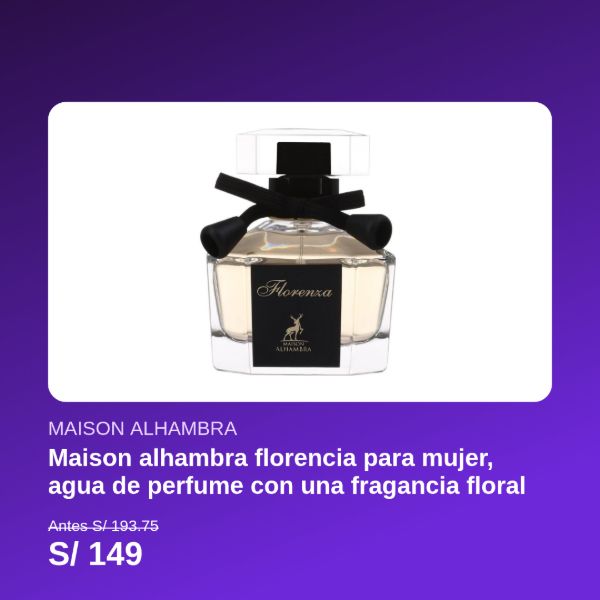 Florenza
MAISON
ALHAMBRA
MAISON ALHAMBRA
Maison alhambra florencia para mujer,
agua de perfume con una fragancia floral
Antes S/ 193.75
S/ 149